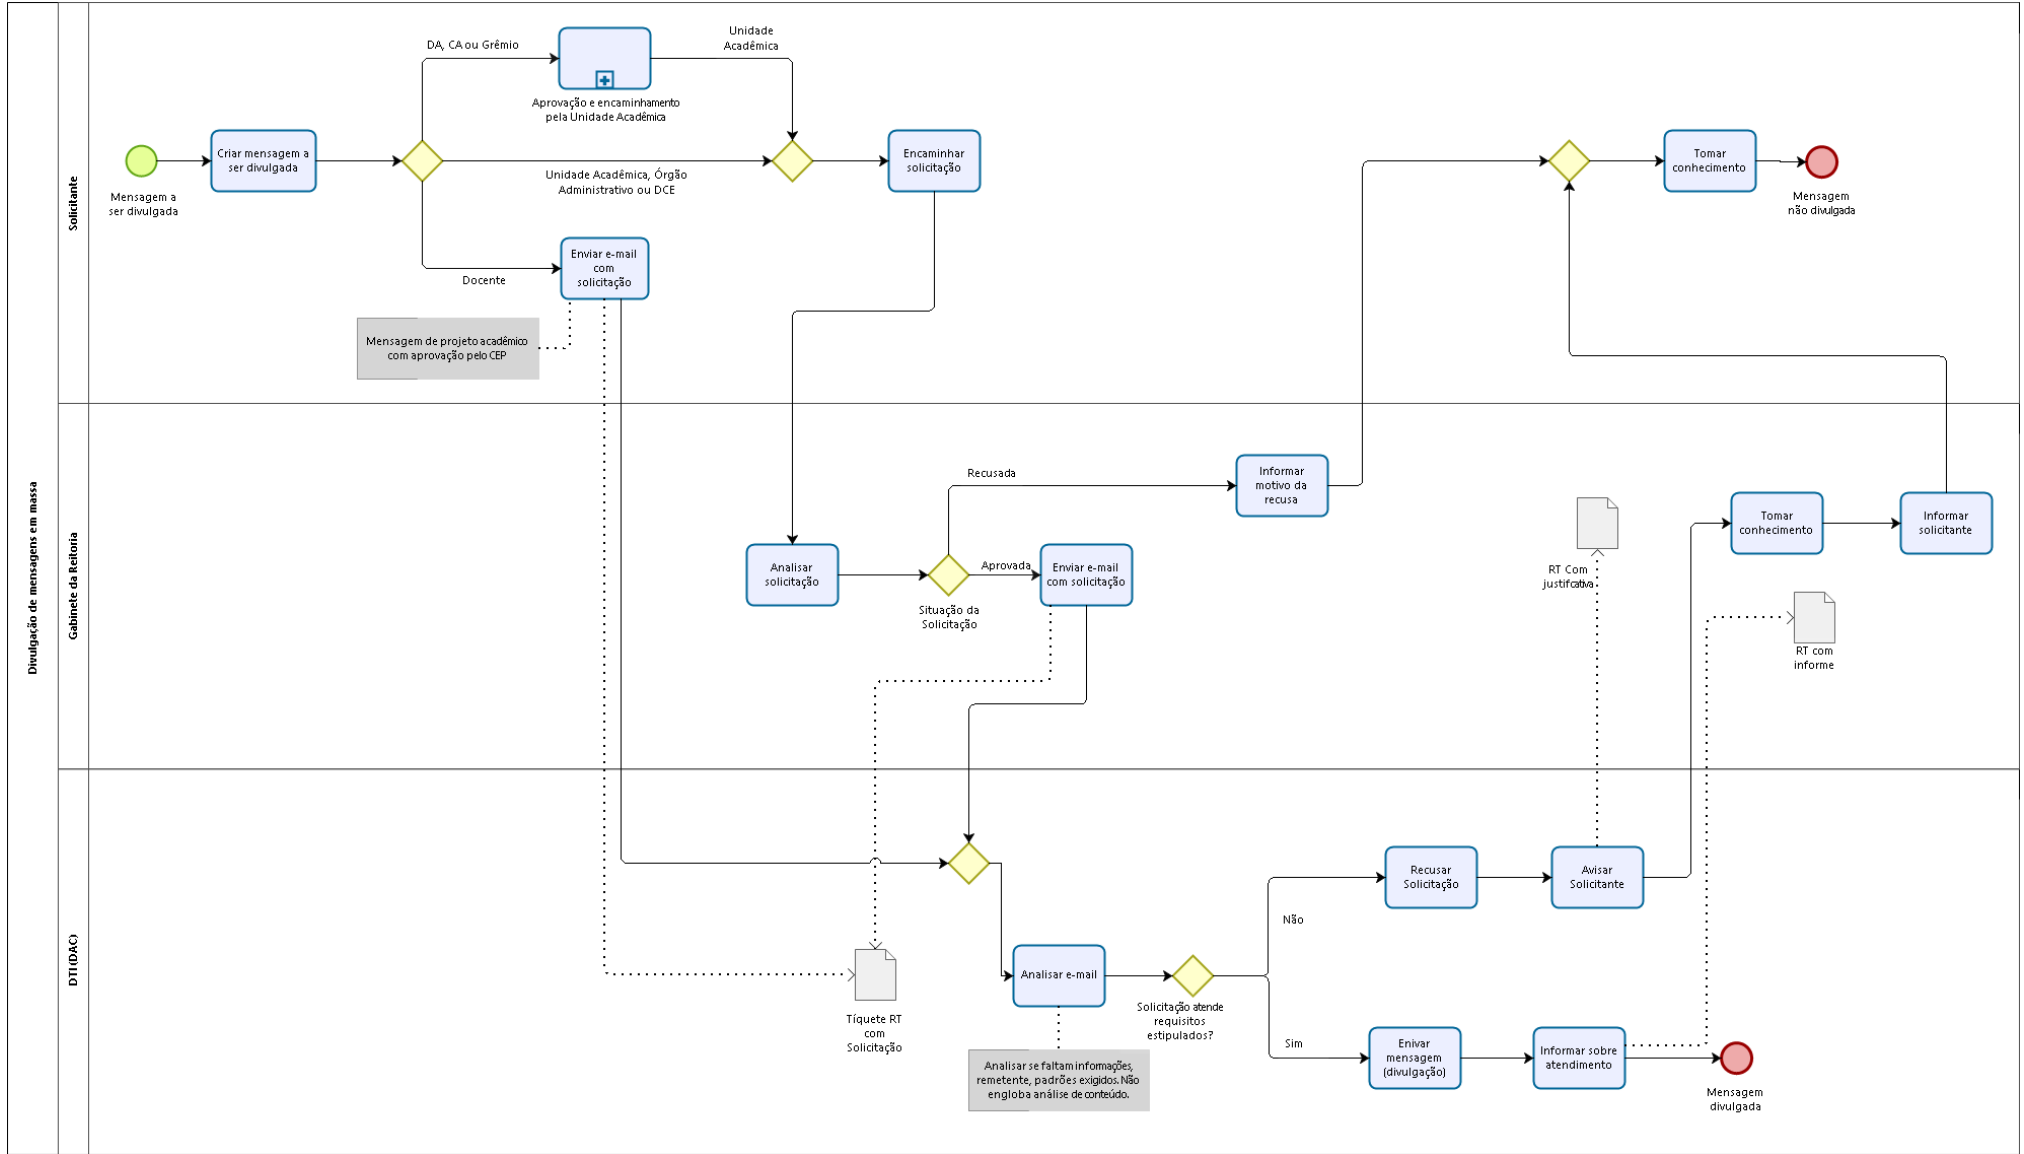 Divulgação de mensagens em massa
Solicitante
Mensagem a
ser divulgada
Criar mensagem a
ser divulgada
DA, CA ou Grêmio
Aprovação e encaminhamento
pela Unidade Acadêmica
Unidade
Acadêmica
Unidade Acadêmica, Órgão
Administrativo ou DCE
Docente
Enviar e-mail
com
solicitação
Mensagem de projeto acadêmico
com aprovação pelo CEP
Encaminhar
solicitação
Tomar
conhecimento
Mensagem
não divulgada
Gabinete da Reitoria
Analisar
solicitação
Situação da
Solicitação
Recusada
Aprovada
Informar
motivo da
recusa
Enviar e-mail
com solicitação
RT Com
justifcativa
Tomar
conhecimento
Informar
solicitante
RT com
informe
DTI(DAC)
Tíquete RT
com
Solicitação
Analisar e-mail
Analisar se faltam informações,
remetente, padrões exigidos. Não
engloba análise de conteúdo.
Solicitação atende
requisitos
estipulados?
Não
Recusar
Solicitação
Avisar
Solicitante
Sim
Enivar
mensagem
(divulgação)
Informar sobre
atendimento
Mensagem
divulgada